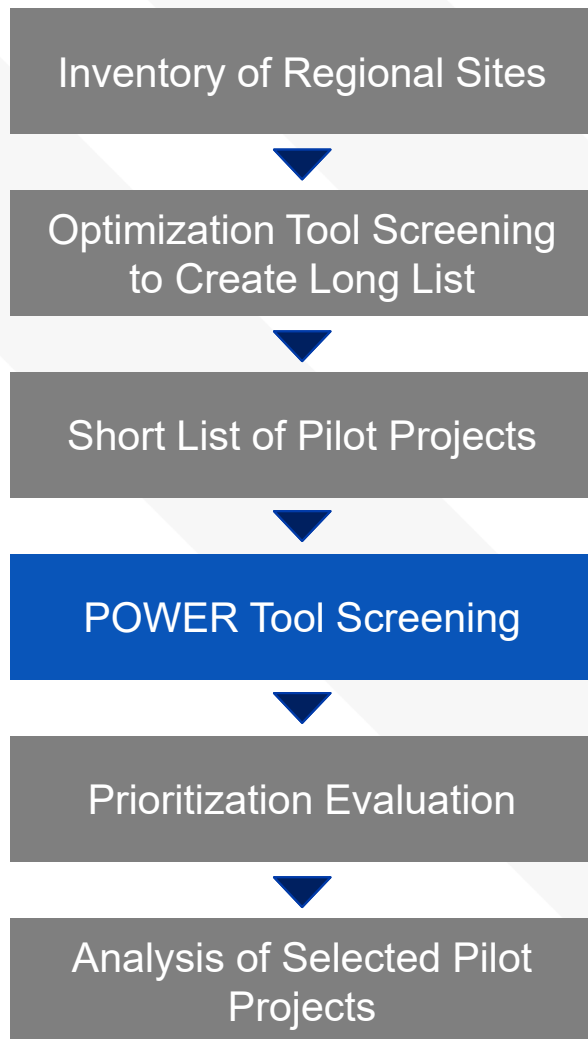 Inventory of Regional Sites
Optimization Tool Screening
to Create Long List
Short List of Pilot Projects
POWER Tool Screening
Prioritization Evaluation
Analysis of Selected Pilot
Projects